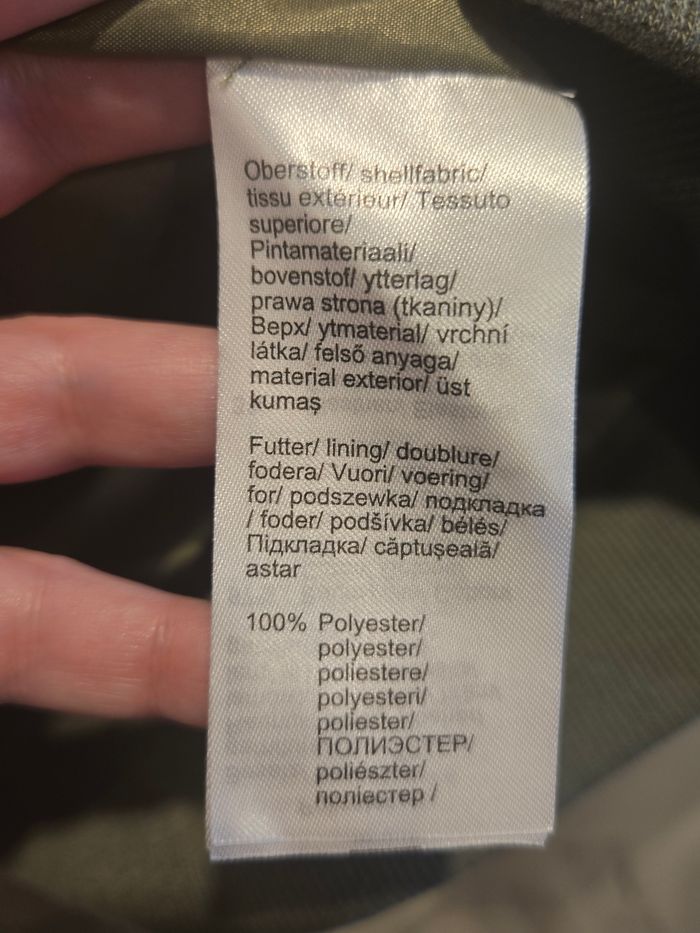 Oberstoff/ shellfabric/
tissu extérieur/ Tessuto
superiore/
Pintamateriaali/
bovenstof/ ytterlag/
prawa strona (tkaniny)/
Верх/ ytmaterial/ vrchní
látka/ felső anyaga/
material exterior/ üst
kumaş
Futter/ lining/ doublure/
fodera/ Vuori/ voering/
for/ podszewka/ подкладка
/ foder/ podšívka/ bélés/
Підкладка/ căptușeală/
astar
100% Polyester/
polyester/
poliestere/
polyesteri/
poliester/
ПОЛИЭСТЕР/
poliészter/
поліестер /